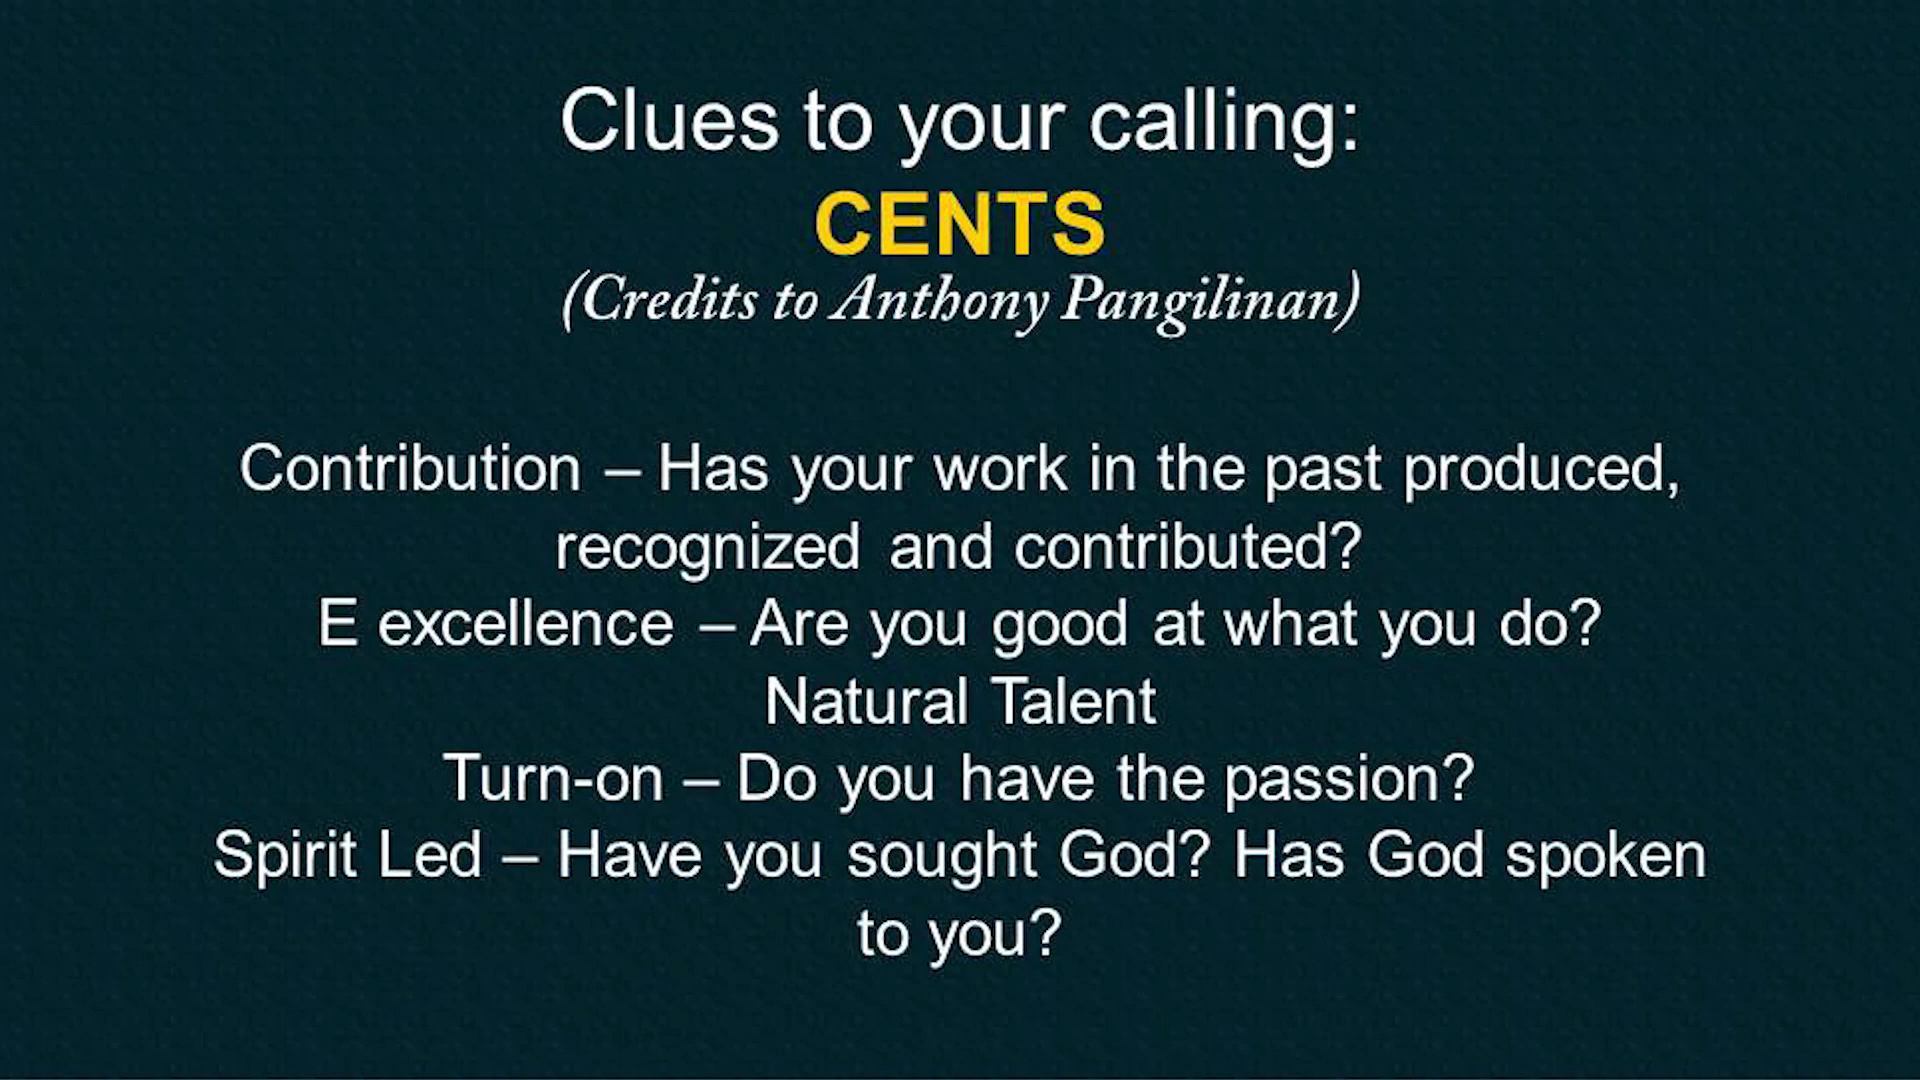 Clues to your calling:
CENTS
(Credits to Anthony Pangilinan)
Contribution – Has your work in the past produced,
recognized and contributed?
E excellence – Are you good at what you do?
Natural Talent
Turn-on – Do you have the passion?
Spirit Led – Have you sought God? Has God spoken
to you?